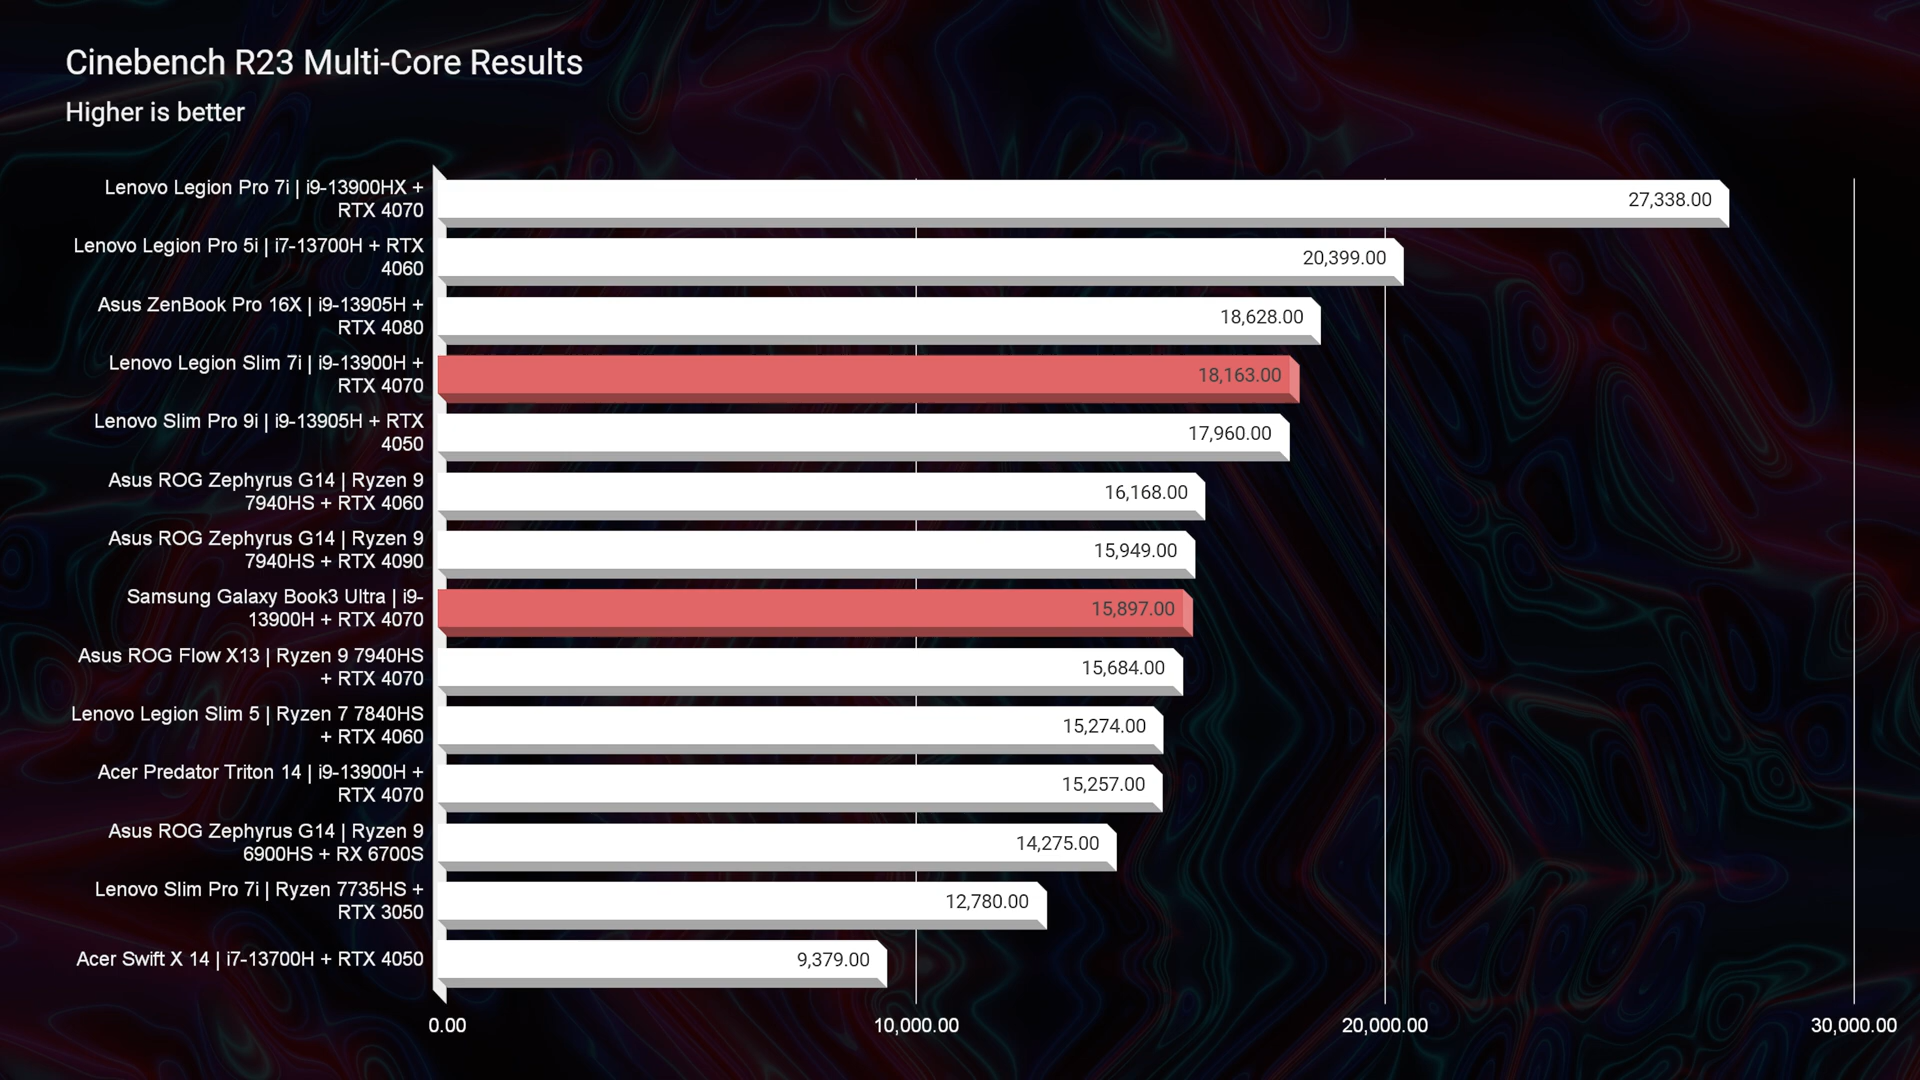 Cinebench R23 Multi-Core Results
Higher is better
Lenovo Legion Pro 7i | i9-13900HX +
RTX 4070
27,338.00
Lenovo Legion Pro 5i | i7-13700H + RTX
4060
20,399.00
Asus ZenBook Pro 16X | i9-13905H +
RTX 4080
18,628.00
Lenovo Legion Slim 7i | i9-13900H +
RTX 4070
18,163.00
Lenovo Slim Pro 9i | i9-13905H + RTX
4050
17,960.00
Asus ROG Zephyrus G14 | Ryzen 9
7940HS + RTX 4060
16,168.00
Asus ROG Zephyrus G14 | Ryzen 9
7940HS + RTX 4090
15,949.00
Samsung Galaxy Book3 Ultra | i9-
13900H + RTX 4070
15,897.00
Asus ROG Flow X13 | Ryzen 9 7940HS
+ RTX 4070
15,684.00
Lenovo Legion Slim 5 | Ryzen 7 7840HS
+ RTX 4060
15,274.00
Acer Predator Triton 14 | i9-13900H +
RTX 4070
15,257.00
Asus ROG Zephyrus G14 | Ryzen 9
6900HS + RX 6700S
14,275.00
Lenovo Slim Pro 7i | Ryzen 7735HS +
RTX 3050
12,780.00
Acer Swift X 14 | i7-13700H + RTX 4050
9,379.00
0.00
10,000.00
20,000.00
30,000.00